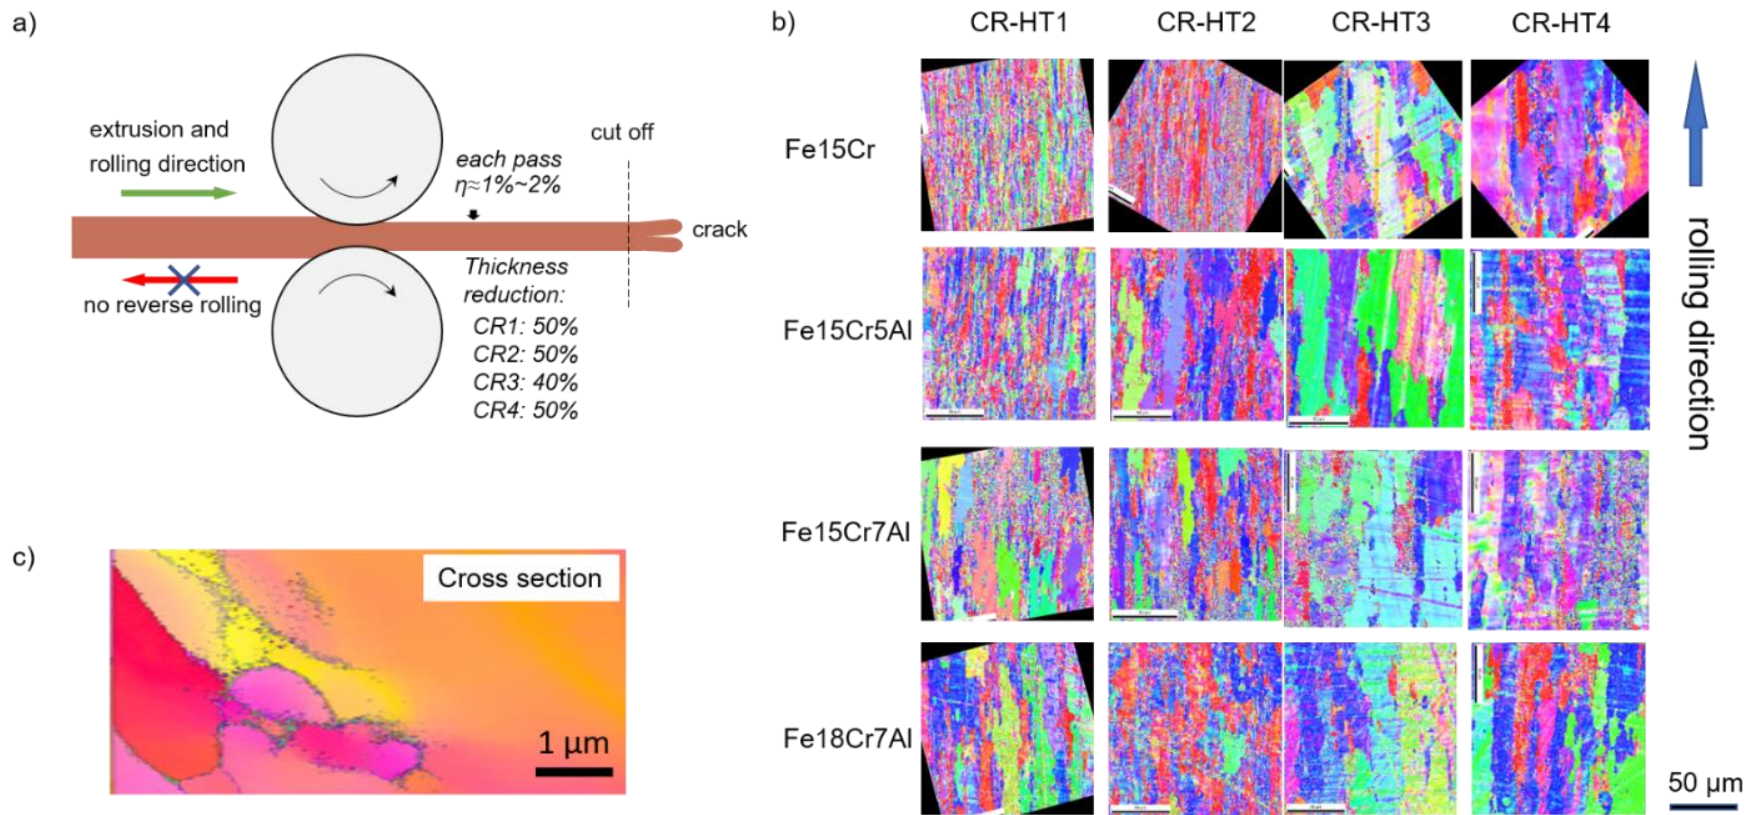 a)
extrusion and
rolling direction
no reverse rolling
each pass
η≈1%~2%
cut off
crack
Thickness
reduction:
CR1: 50%
CR2: 50%
CR3: 40%
CR4: 50%
b)
CR-HT1
CR-HT2
CR-HT3
CR-HT4
Fe15Cr
Fe15Cr5Al
Fe15Cr7Al
Fe18Cr7Al
rolling direction
50 μm
c)
Cross section
1 μm